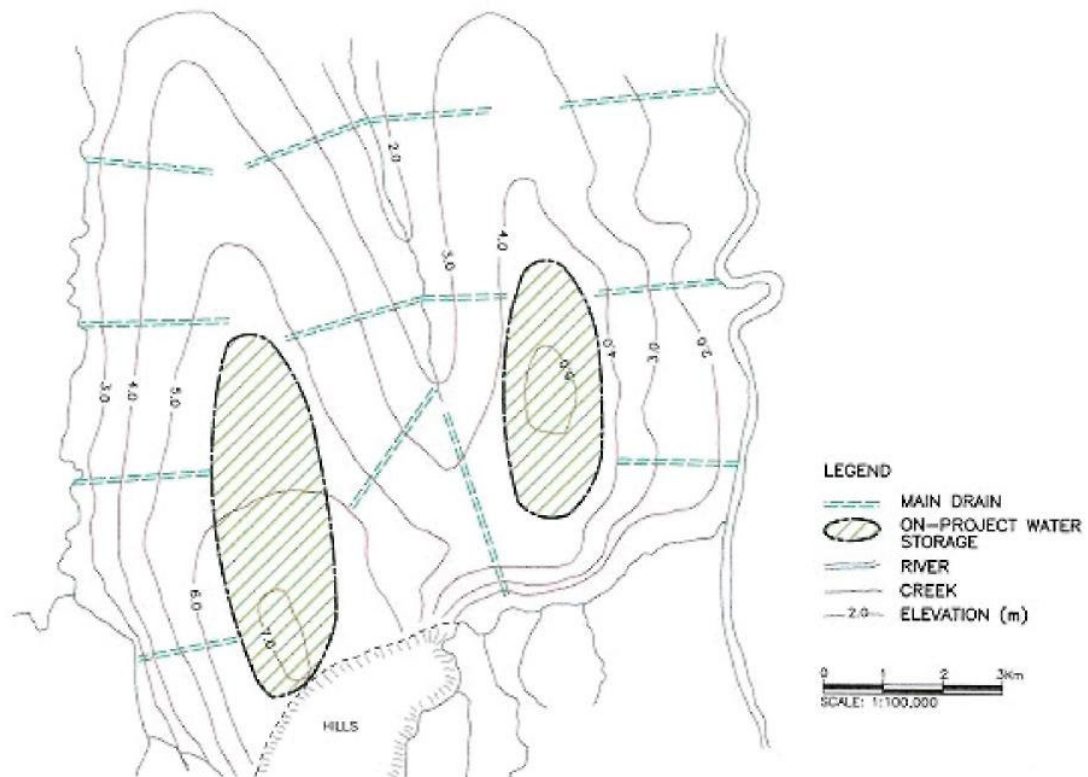 2.0
3.0
4.0
5.0
4.0
3.0
2.0
3.0
4.0
5.0
6.0
7.0
HILLS
LEGEND
MAIN DRAIN
ON-PROJECT WATER
STORAGE
RIVER
CREEK
2.0 ELEVATION (m)
0 1 2 3Km
SCALE: 1:100,000